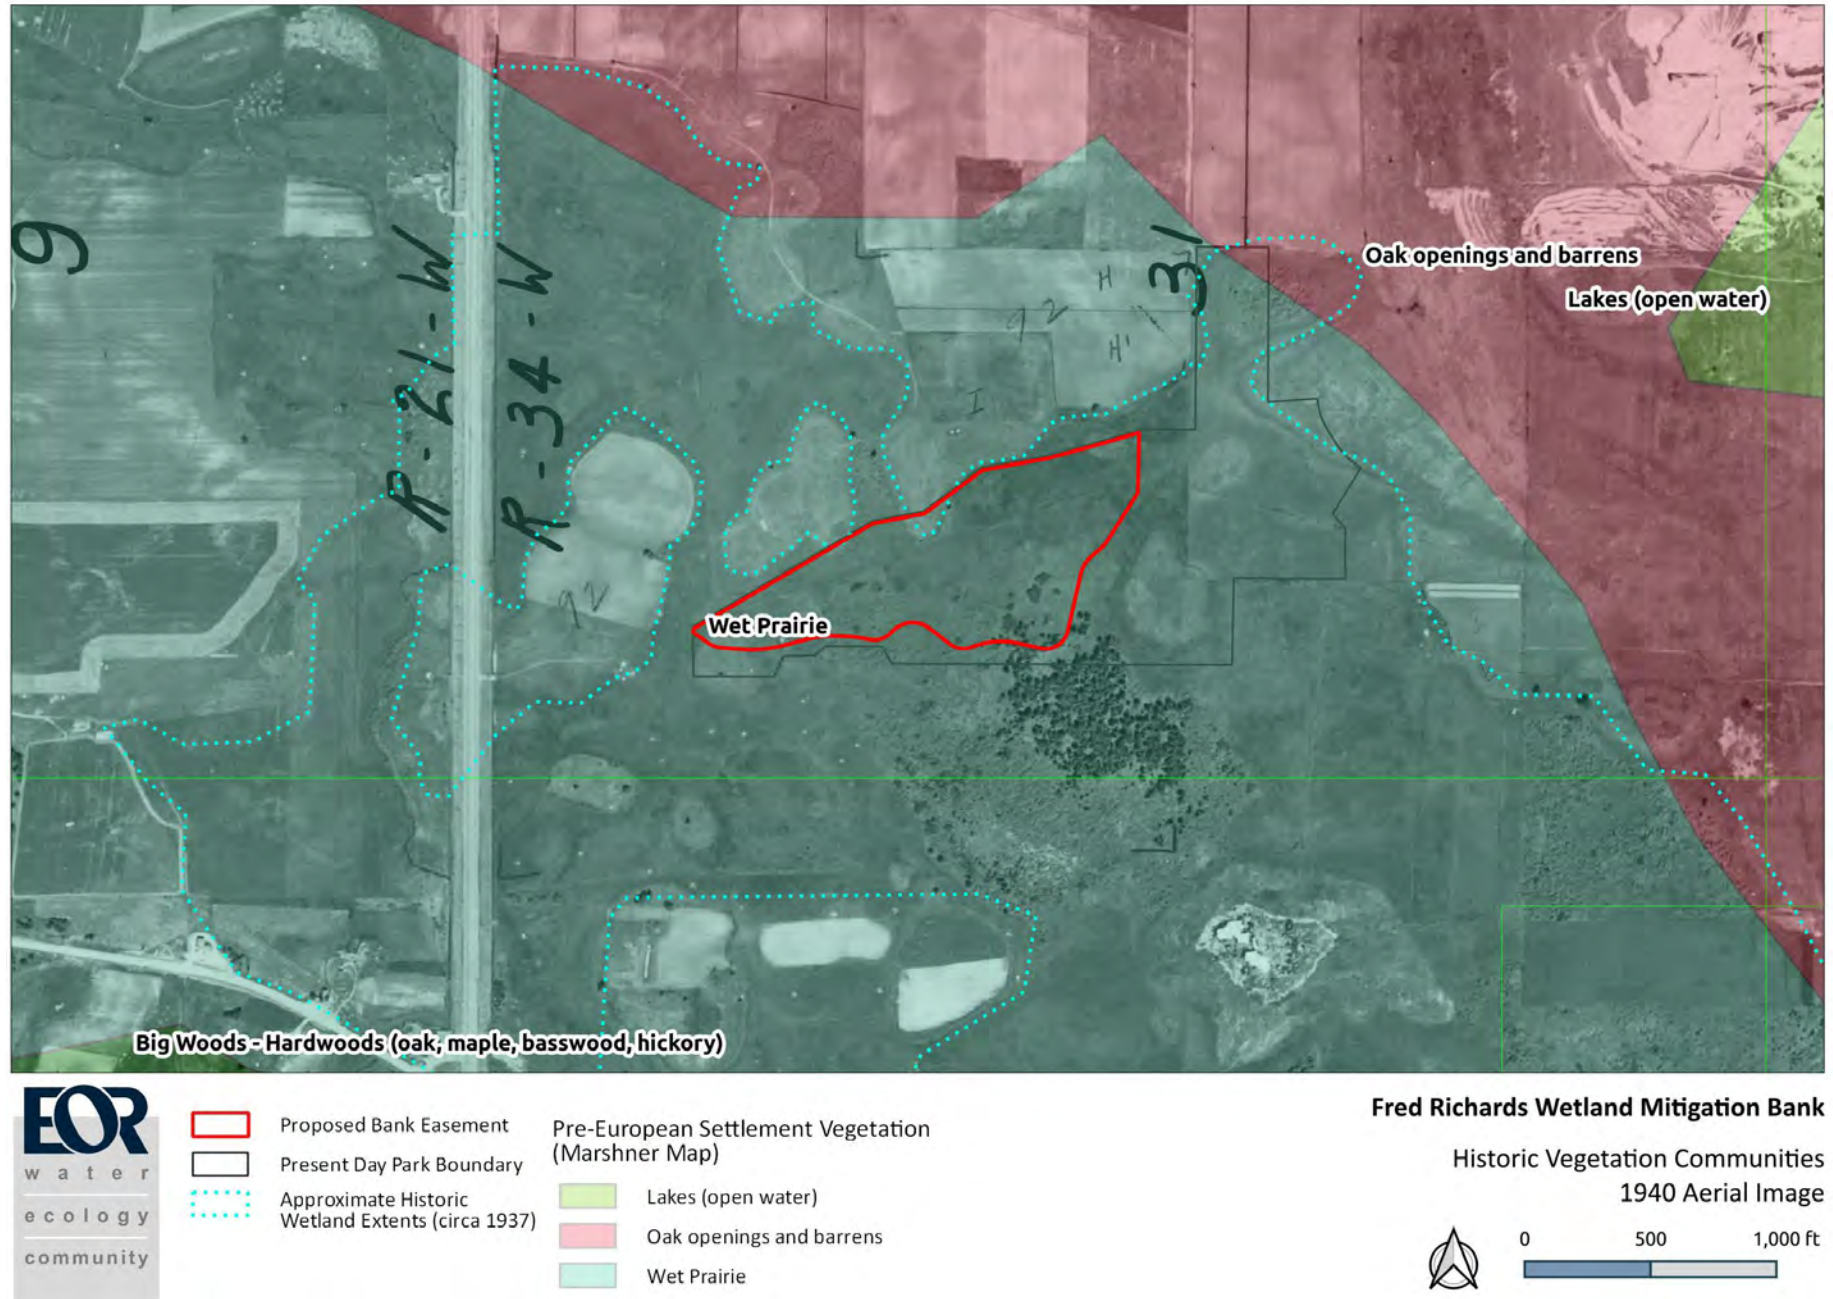 9
R-21-W
R-34-W
31
H
92
H'
I
92
Oak openings and barrens
Lakes (open water)
Wet Prairie
Big Woods - Hardwoods (oak, maple, basswood, hickory)
EOR
water
ecology
community
Proposed Bank Easement
Present Day Park Boundary
Approximate Historic
Wetland Extents (circa 1937)
Pre-European Settlement Vegetation
(Marshner Map)
Lakes (open water)
Oak openings and barrens
Wet Prairie
Fred Richards Wetland Mitigation Bank
Historic Vegetation Communities
1940 Aerial Image
0 500 1,000 ft